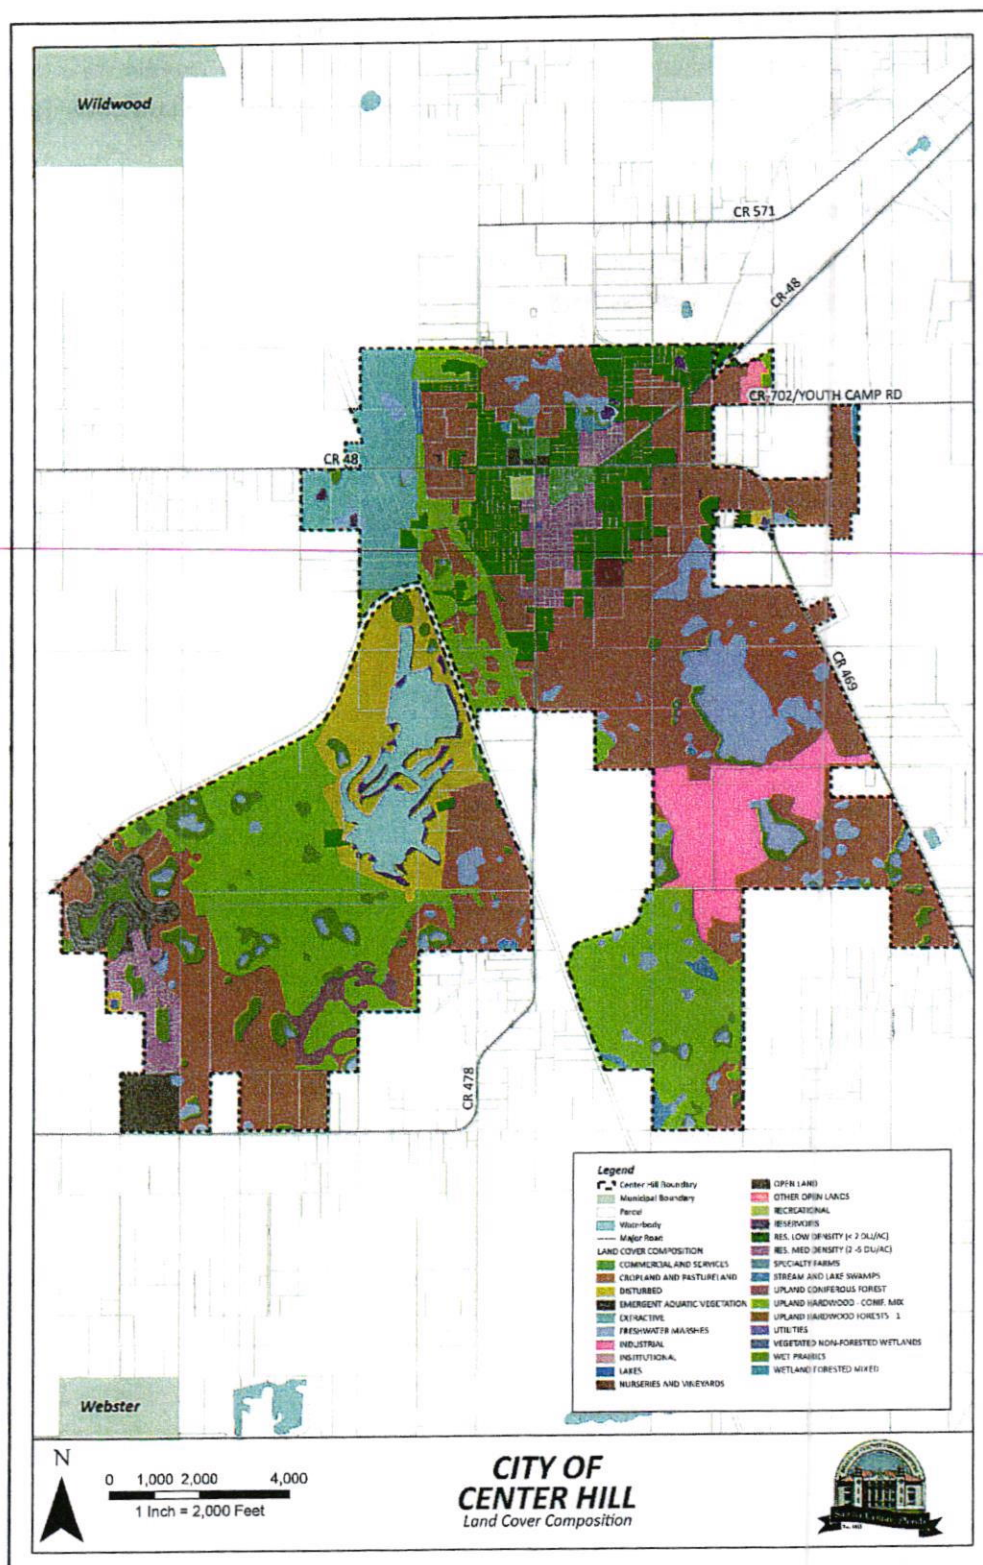 Wildwood
CR 571
CR-48
CR-702/YOUTH CAMP RD
CR 48
CR 469
CR 478
Webster
Legend
Center Hill Boundary
Municipal Boundary
Parcel
Waterbody
Major Road
LAND COVER COMPOSITION
COMMERCIAL AND SERVICES
CROPLAND AND PASTURELAND
DISTURBED
EMERGENT AQUATIC VEGETATION
EXTRACTIVE
FRESHWATER MARSHES
INDUSTRIAL
INSTITUTIONAL
LAKES
NURSERIES AND VINEYARDS
OPEN LAND
OTHER OPEN LANDS
RECREATIONAL
RESERVOIRS
RES. LOW DENSITY (< 2 DU/AC)
RES. MED DENSITY (2 -5 DU/AC)
SPECIALTY FARMS
STREAM AND LAKE SWAMPS
UPLAND CONIFEROUS FOREST
UPLAND HARDWOOD - CONIF. MIX
UPLAND HARDWOOD FORESTS - 1
UTILITIES
VEGETATED NON-FORESTED WETLANDS
WET PRAIRIES
WETLAND FORESTED MIXED
N
0 1,000 2,000 4,000
1 Inch = 2,000 Feet
CITY OF
CENTER HILL
Land Cover Composition